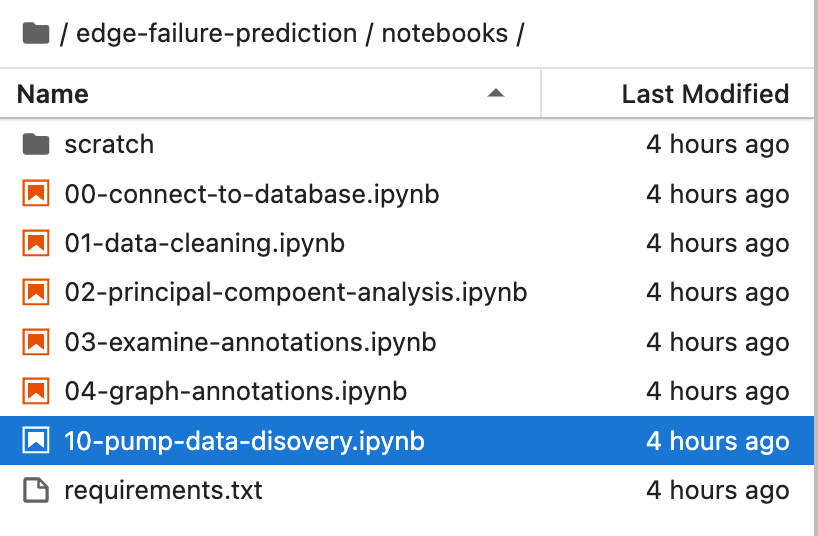 / edge-failure-prediction / notebooks /
Name Last Modified
scratch 4 hours ago
00-connect-to-database.ipynb 4 hours ago
01-data-cleaning.ipynb 4 hours ago
02-principal-compoent-analysis.ipynb 4 hours ago
03-examine-annotations.ipynb 4 hours ago
04-graph-annotations.ipynb 4 hours ago
10-pump-data-disovery.ipynb 4 hours ago
requirements.txt 4 hours ago